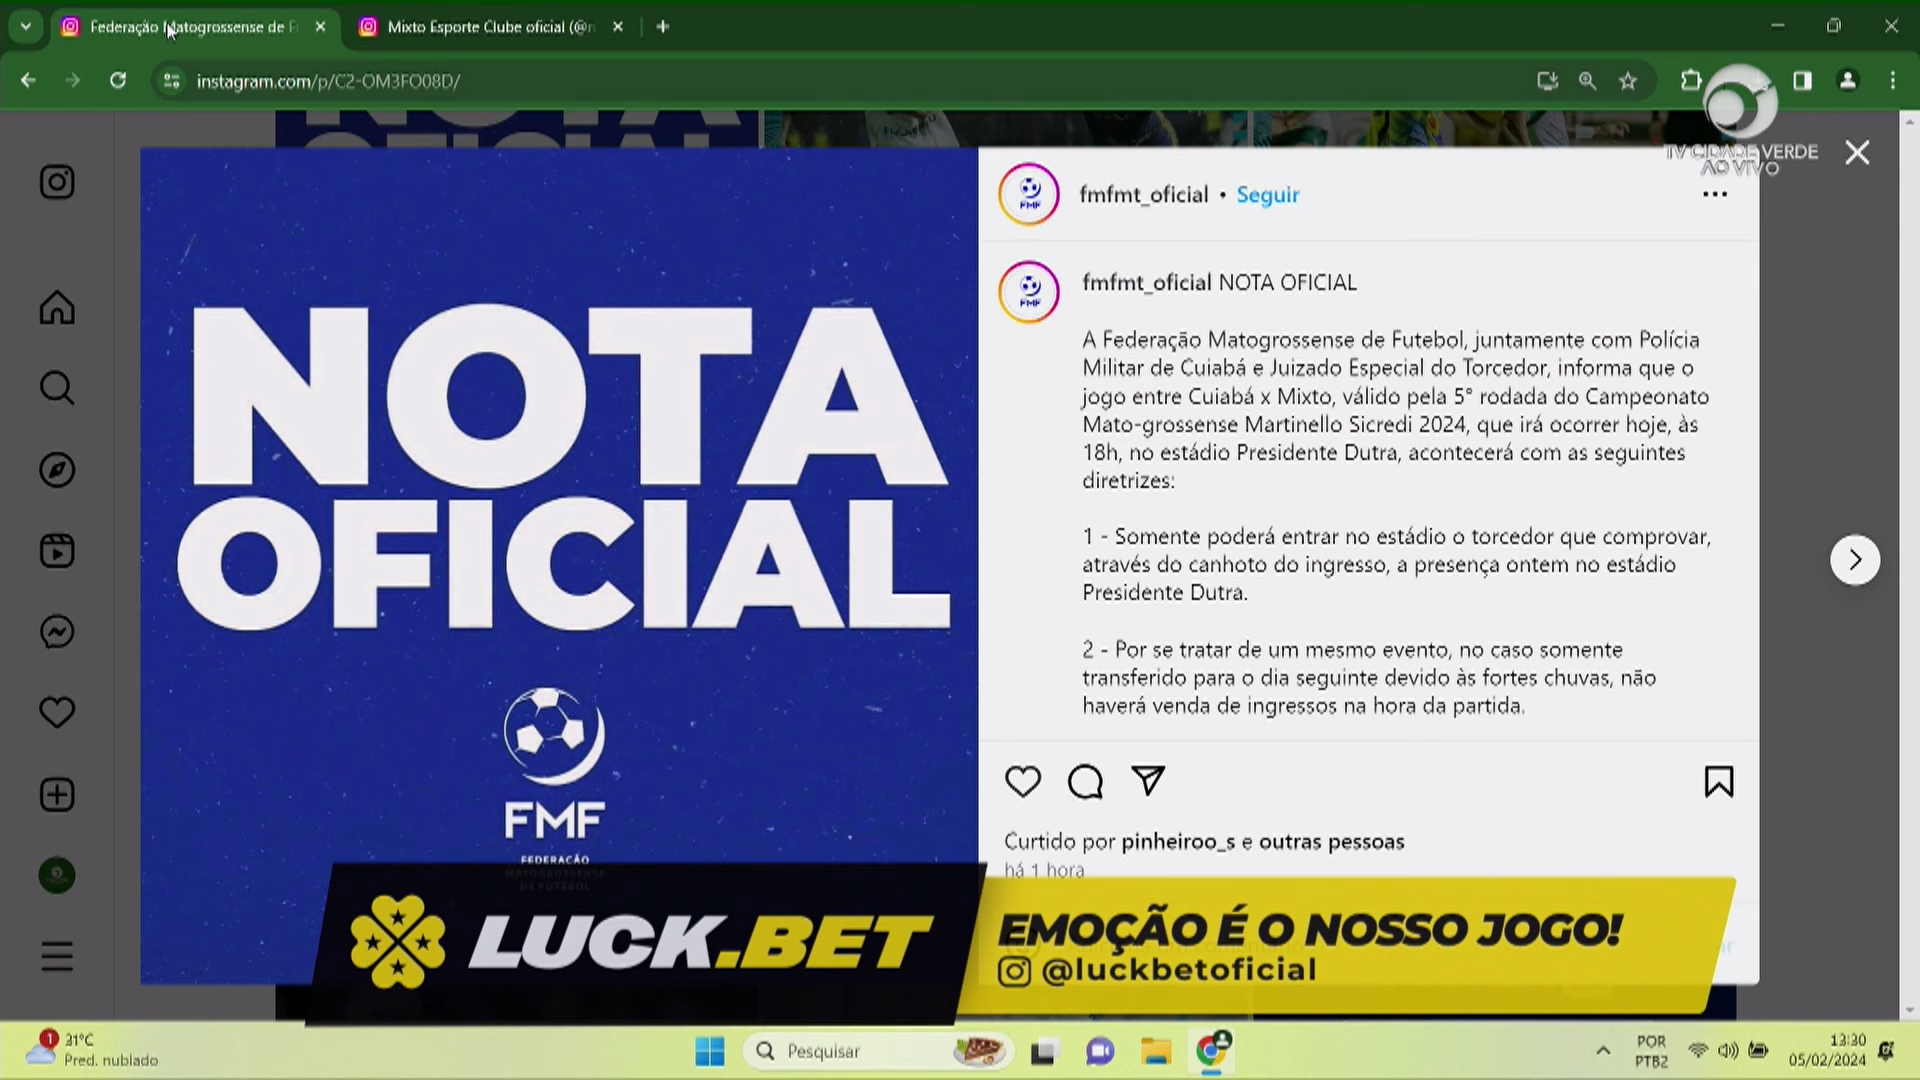 Federação Matogrossense de F
Mixto Esporte Clube oficial (@
instagram.com/p/C2-OM3FO08D/
TV CIDADE VERDE
AO VIVO
NOTA
OFICIAL
FMF
FEDERAÇÃO
MATOGROSSENSE
DE FUTEBOL
fmfmt_oficial • Seguir
fmfmt_oficial NOTA OFICIAL
A Federação Matogrossense de Futebol, juntamente com Polícia
Militar de Cuiabá e Juizado Especial do Torcedor, informa que o
jogo entre Cuiabá x Mixto, válido pela 5° rodada do Campeonato
Mato-grossense Martinello Sicredi 2024, que irá ocorrer hoje, às
18h, no estádio Presidente Dutra, acontecerá com as seguintes
diretrizes:
1 - Somente poderá entrar no estádio o torcedor que comprovar,
através do canhoto do ingresso, a presença ontem no estádio
Presidente Dutra.
2 - Por se tratar de um mesmo evento, no caso somente
transferido para o dia seguinte devido às fortes chuvas, não
haverá venda de ingressos na hora da partida.
Curtido por pinheiroo_s e outras pessoas
há 1 hora
LUCK.BET
EMOÇÃO É O NOSSO JOGO!
@luckbetoficial
1
31°C
Pred. nublado
Pesquisar
POR
PTB2
13:30
05/02/2024